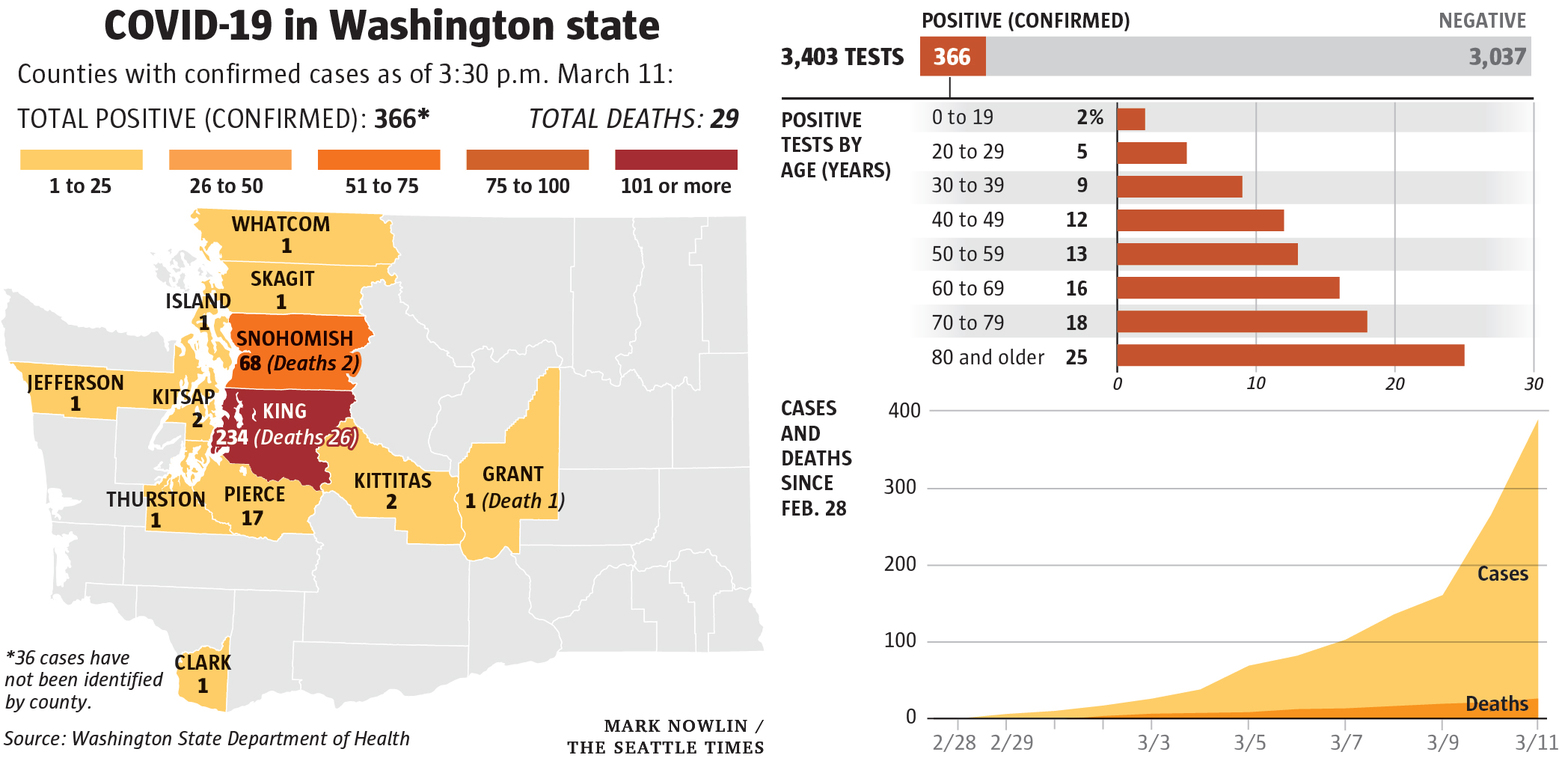 COVID-19 in Washington state
Counties with confirmed cases as of 3:30 p.m. March 11:
TOTAL POSITIVE (CONFIRMED): 366*
TOTAL DEATHS: 29
1 to 25
26 to 50
51 to 75
75 to 100
101 or more
WHATCOM
1
SKAGIT
1
ISLAND
1
SNOHOMISH
68 (Deaths 2)
JEFFERSON
1
KITSAP
2
KING
234 (Deaths 26)
THURSTON
1
PIERCE
17
KITTITAS
2
GRANT
1 (Death 1)
CLARK
1
*36 cases have
not been identified
by county.
Source: Washington State Department of Health
MARK NOWLIN /
THE SEATTLE TIMES
POSITIVE (CONFIRMED)
NEGATIVE
3,403 TESTS
366
3,037
POSITIVE
TESTS BY
AGE (YEARS)
0 to 19 2%
20 to 29 5
30 to 39 9
40 to 49 12
50 to 59 13
60 to 69 16
70 to 79 18
80 and older 25
0 10 20 30
CASES
AND
DEATHS
SINCE
FEB. 28
400
300
200
100
0
Cases
Deaths
2/28 2/29 3/3 3/5 3/7 3/9 3/11